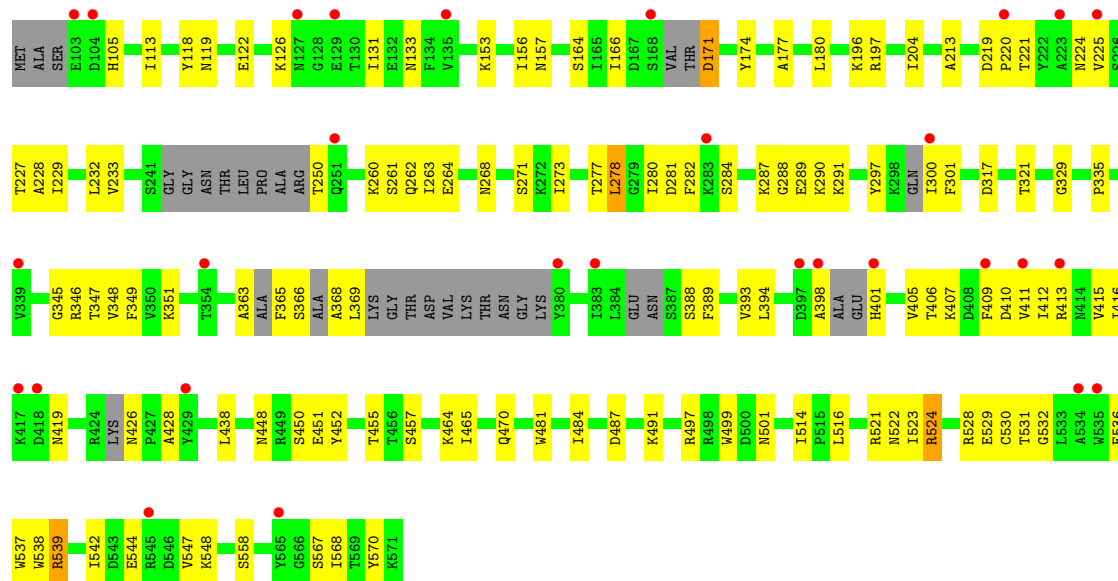 MET ALA SER E103 D104 H105 I113 Y118 N119 E122 K126 N127 G128 E129 T130 I131 E132 N133 F134 V135 K153 I156 N157 S164 I165 I166 D167 S168 VAL THR D171 Y174 A177 L180 K196 R197 I204 A213 D219 P220 T221 Y222 A223 N224 V225 S226
T227 A228 I229 L232 V233 S241 GLY GLY ASN THR LEU PRO ALA ARG T250 Q251 K260 S261 Q262 I263 E264 N268 S271 K272 I273 T277 L278 G279 I280 D281 F282 K283 S284 K287 G288 E289 K290 K291 Y297 K298 GLN I300 F301 D317 T321 G329 P335
V339 G345 R346 T347 V348 F349 V350 K351 T354 A363 ALA F365 S366 ALA A368 L369 LYS GLY THR ASP VAL LYS THR ASN GLY LYS Y380 I383 L384 GLU ASN S387 S388 F389 V393 L394 D397 A398 ALA GLU H401 V405 T406 K407 D408 P409 D410 V411 I412 R413 N414 V415 I416
K417 D418 N419 R424 LYS N426 P427 A428 Y429 L438 N448 R449 S450 E451 Y452 T455 T456 S457 K464 I465 Q470 W481 I484 D487 K491 R497 R498 W499 D500 N501 I514 P515 L516 R521 N522 I523 R524 R528 E529 C530 T531 G532 L533 A534 W535 E536
W537 W538 R539 I542 D543 E544 R545 D546 V547 K548 S558 Y565 G566 S567 I568 T569 Y570 K571